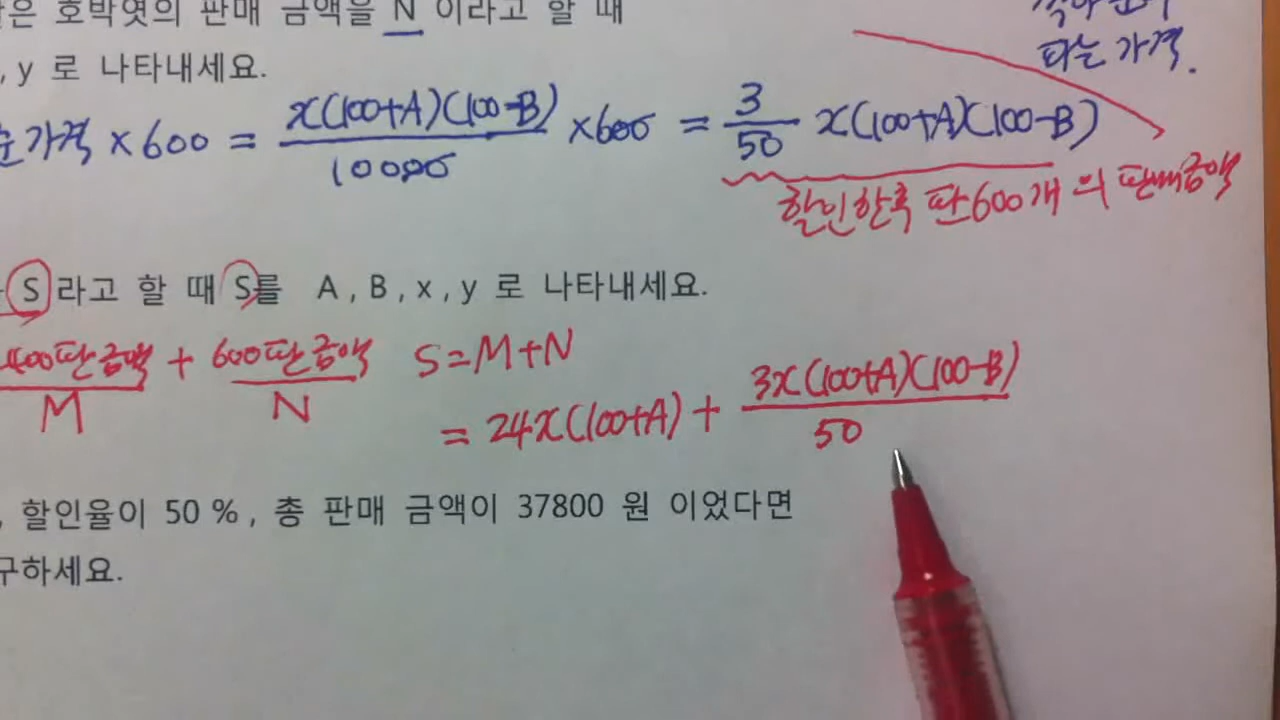 은 호박엿의 판매 금액을 N 이라고 할 때
파는 가격.
, y 로 나타내세요.
가격 ×600 = x(100+A)(100-B) / 10000 ×600 = 3/50 x(100+A)(100-B)
할인한 후 판 600개의 판매금액
S 라고 할 때 S를 A , B , x , y 로 나타내세요.
400판 금액 + 600판 금액 S=M+N
M N
= 24x(100+A) + 3x(100+A)(100-B) / 50
, 할인율이 50 % , 총 판매 금액이 37800 원 이었다면
구하세요.